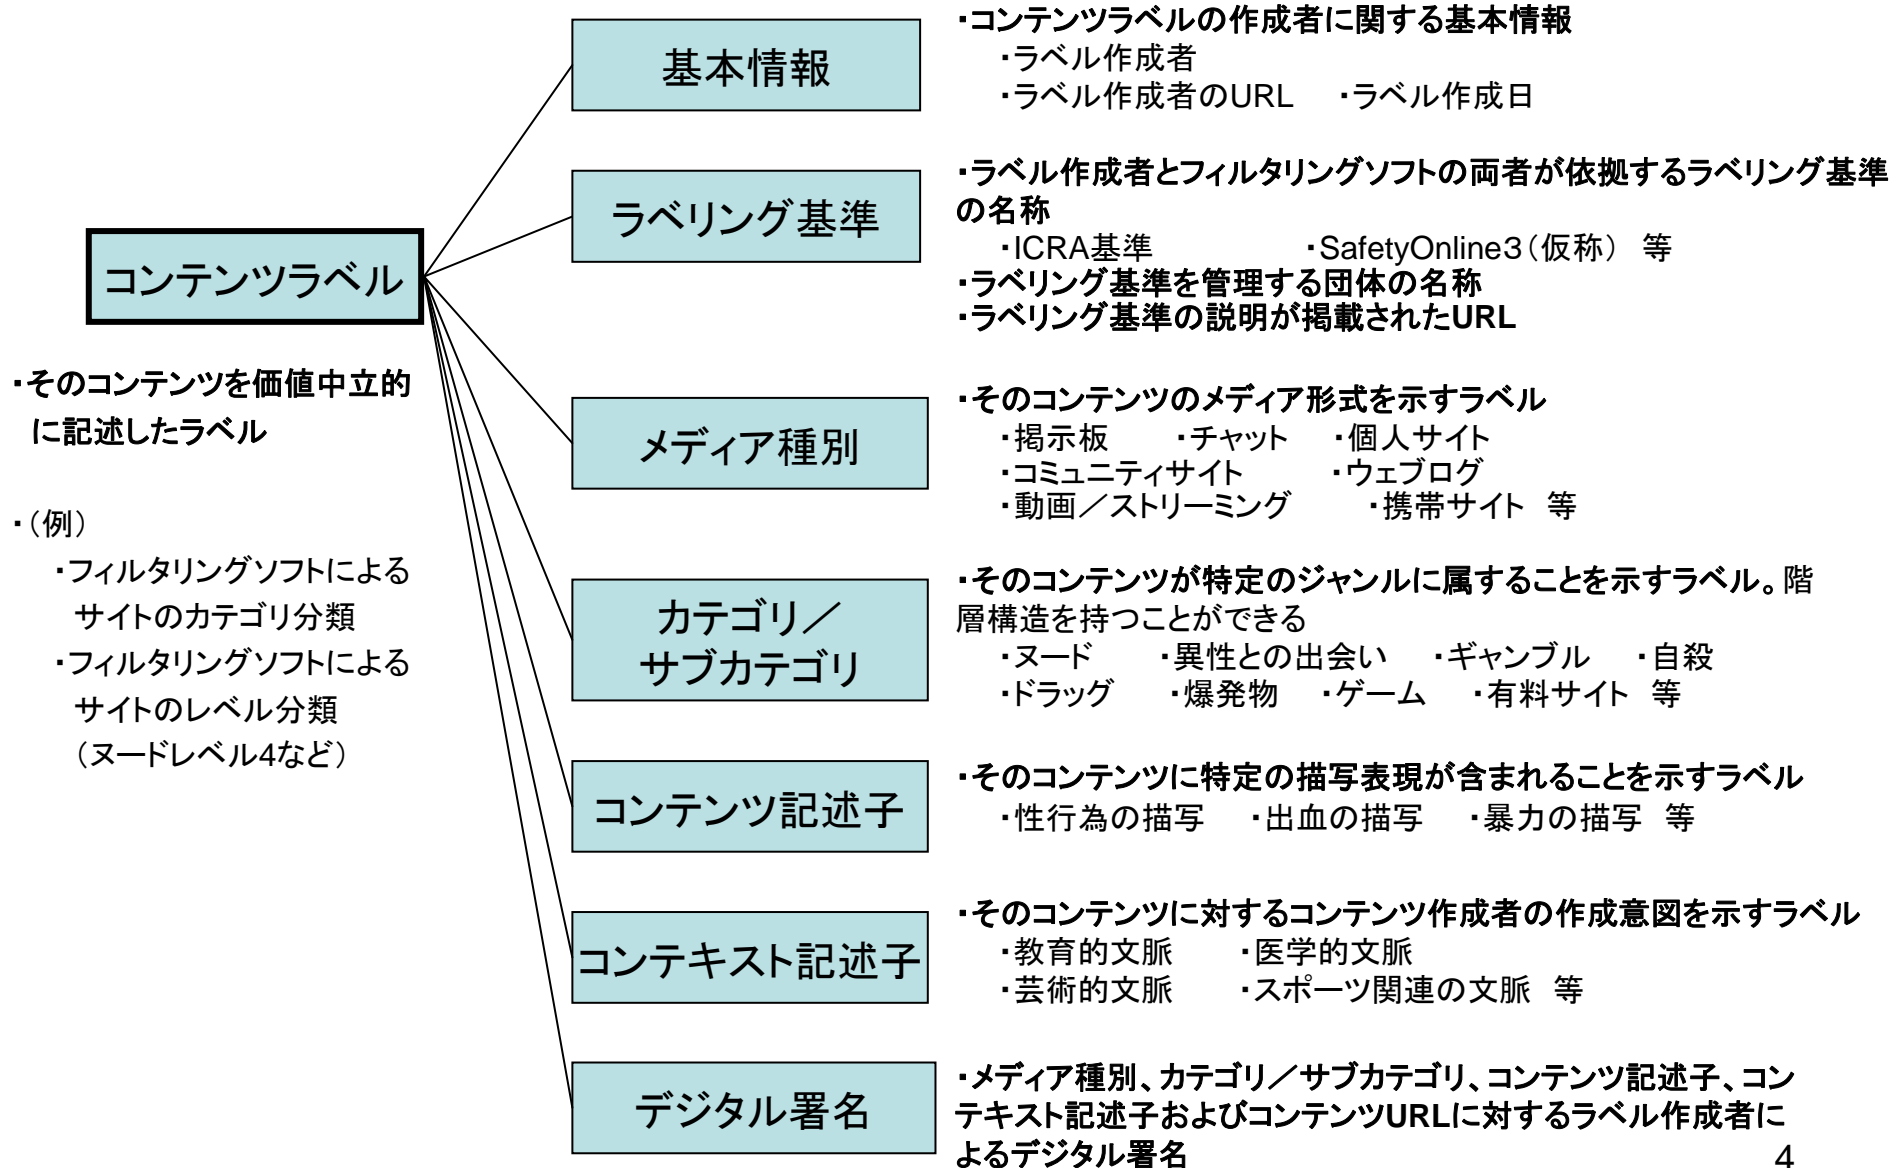 コンテンツラベル
・そのコンテンツを価値中立的
に記述したラベル
・（例）
・フィルタリングソフトによる
サイトのカテゴリ分類
・フィルタリングソフトによる
サイトのレベル分類
（ヌードレベル4など）
基本情報
・コンテンツラベルの作成者に関する基本情報
・ラベル作成者
・ラベル作成者のURL　・ラベル作成日
ラベリング基準
・ラベル作成者とフィルタリングソフトの両者が依拠するラベリング基準
の名称
・ICRA基準　・SafetyOnline３（仮称）　等
・ラベリング基準を管理する団体の名称
・ラベリング基準の説明が掲載されたURL
メディア種別
・そのコンテンツのメディア形式を示すラベル
・掲示板　・チャット　・個人サイト
・コミュニティサイト　・ウェブログ
・動画／ストリーミング　・携帯サイト　等
カテゴリ／
サブカテゴリ
・そのコンテンツが特定のジャンルに属することを示すラベル。階
層構造を持つことができる
・ヌード　・異性との出会い　・ギャンブル　・自殺
・ドラッグ　・爆発物　・ゲーム　・有料サイト　等
コンテンツ記述子
・そのコンテンツに特定の描写表現が含まれることを示すラベル
・性行為の描写　・出血の描写　・暴力の描写　等
コンテキスト記述子
・そのコンテンツに対するコンテンツ作成者の作成意図を示すラベル
・教育的文脈　・医学的文脈
・芸術的文脈　・スポーツ関連の文脈　等
デジタル署名
・メディア種別、カテゴリ／サブカテゴリ、コンテンツ記述子、コン
テキスト記述子およびコンテンツURLに対するラベル作成者に
よるデジタル署名
4